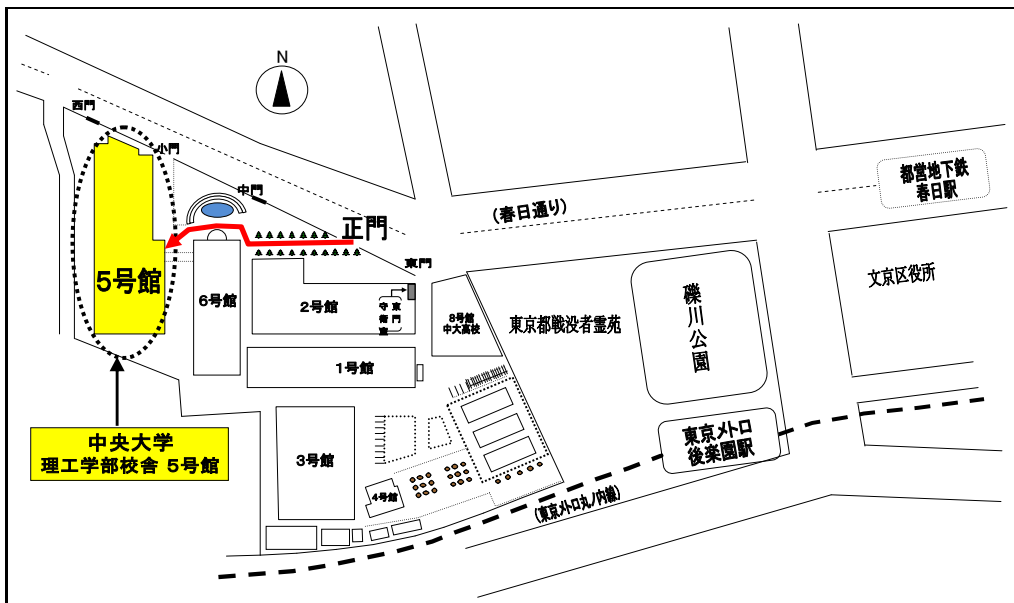 N
西門
小門
中門
正門
東門
(春日通り)
都営地下鉄
春日駅
文京区役所
礫川公園
東京都戦没者霊苑
5号館
6号館
2号館
東門
守衛室
8号館
中大高校
1号館
3号館
4号館
中央大学
理工学部校舎 5号館
東京メトロ
後楽園駅
(東京メトロ丸ノ内線)